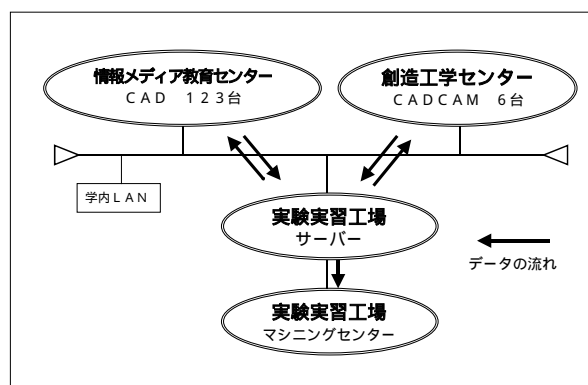 情報メディア教育センター
ＣＡＤ　１２３台
創造工学センター
ＣＡＤＣＡＭ　６台
学内ＬＡＮ
実験実習工場
サーバー
データの流れ
実験実習工場
マシニングセンター